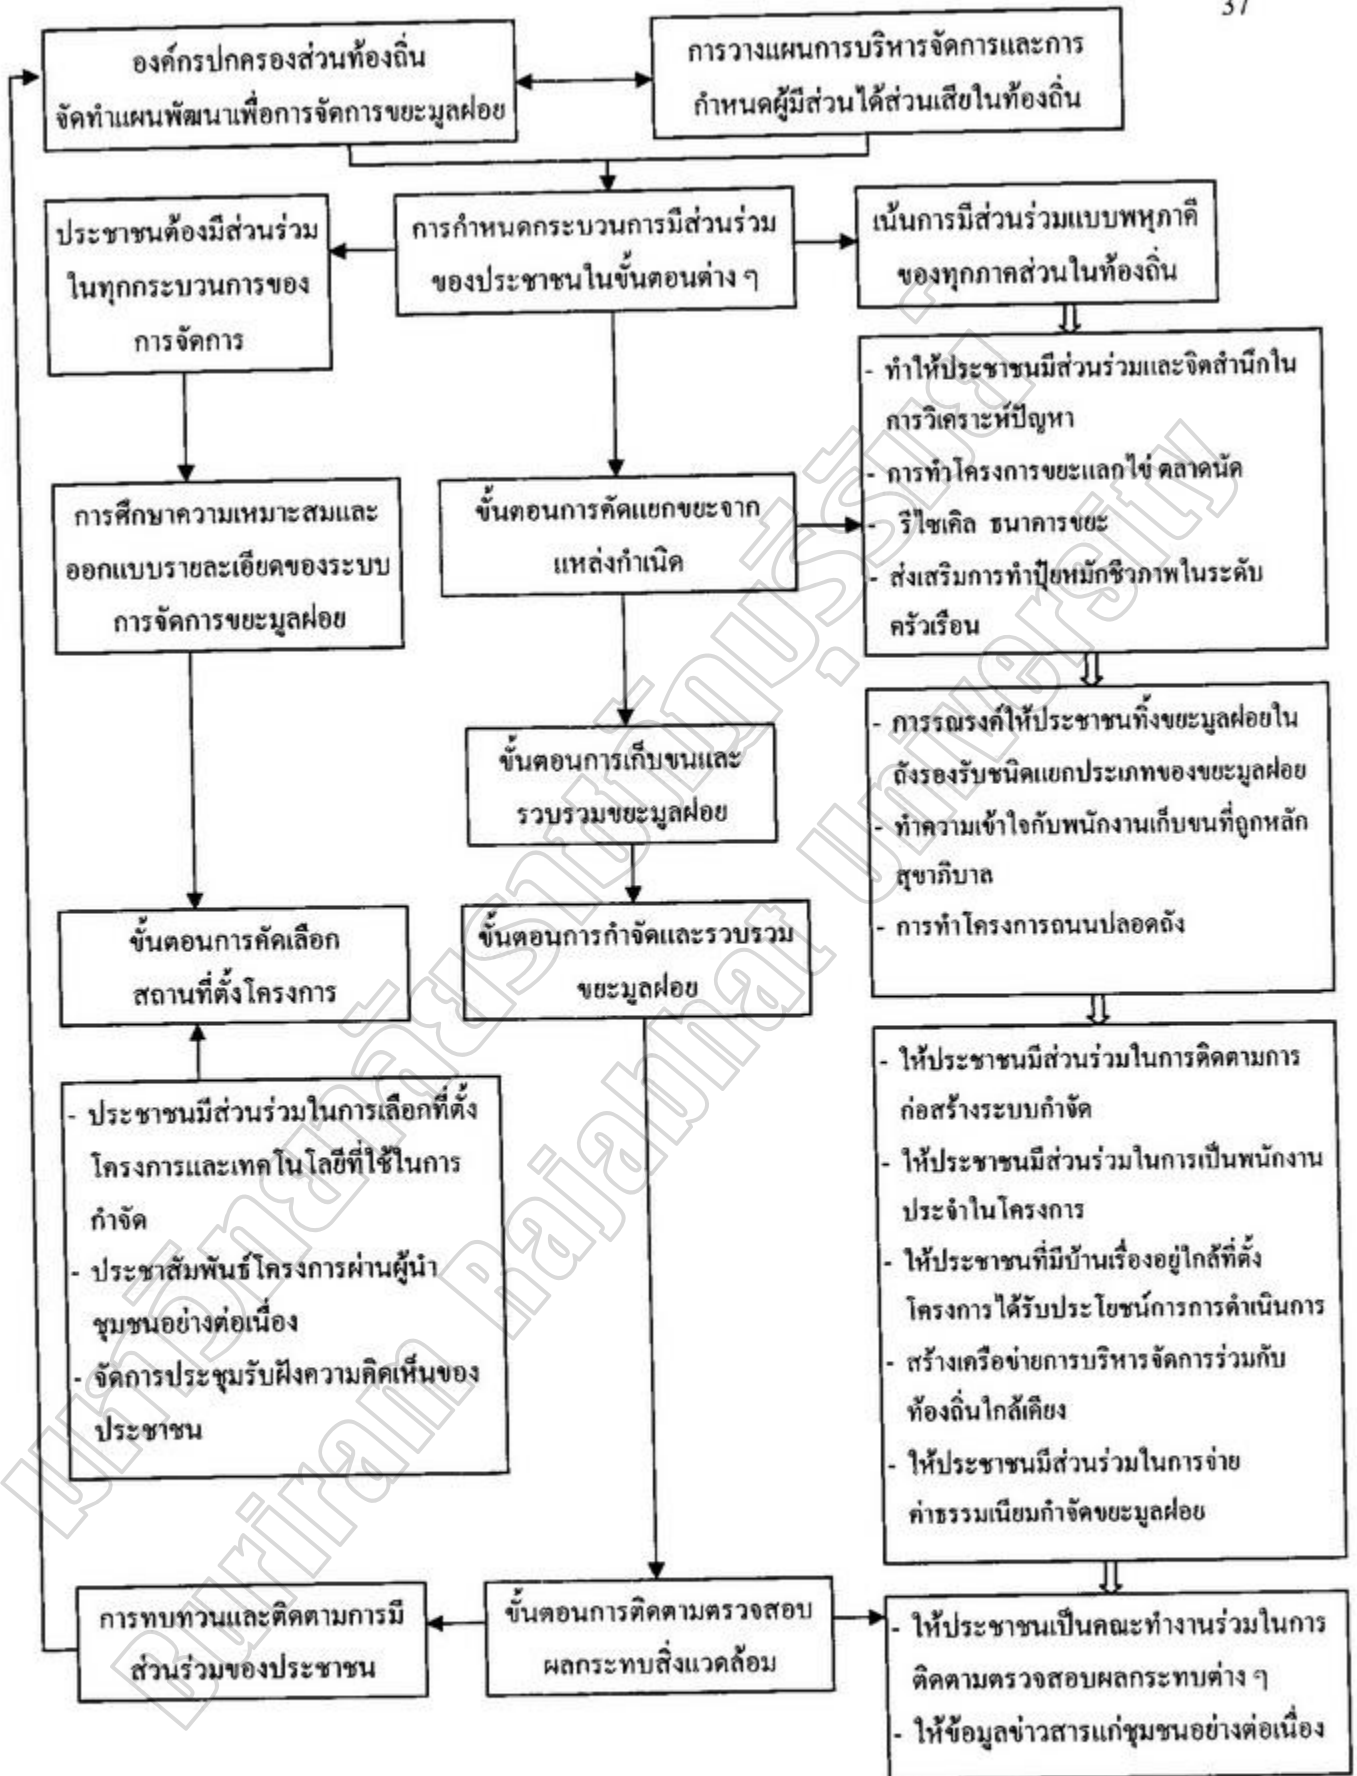 37
องค์กรปกครองส่วนท้องถิ่น
จัดทำแผนพัฒนาเพื่อการจัดการขยะมูลฝอย
การวางแผนการบริหารจัดการและการ
กำหนดผู้มีส่วนได้ส่วนเสียในท้องถิ่น
ประชาชนต้องมีส่วนร่วม
ในทุกกระบวนการของ
การจัดการ
การกำหนดกระบวนการมีส่วนร่วม
ของประชาชนในขั้นตอนต่าง ๆ
เน้นการมีส่วนร่วมแบบพหุภาคี
ของทุกภาคส่วนในท้องถิ่น
- ทำให้ประชาชนมีส่วนร่วมและจิตสำนึกใน
การวิเคราะห์ปัญหา
- การทำโครงการขยะแลกไข่ ตลาดนัด
- รีไซเคิล ธนาคารขยะ
- ส่งเสริมการทำปุ๋ยหมักชีวภาพในระดับ
ครัวเรือน
การศึกษาความเหมาะสมและ
ออกแบบรายละเอียดของระบบ
การจัดการขยะมูลฝอย
ขั้นตอนการคัดแยกขยะจาก
แหล่งกำเนิด
- การรณรงค์ให้ประชาชนทิ้งขยะมูลฝอยใน
ถังรองรับชนิดแยกประเภทของขยะมูลฝอย
- ทำความเข้าใจกับพนักงานเก็บขนที่ถูกหลัก
สุขาภิบาล
- การทำโครงการถนนปลอดถัง
ขั้นตอนการเก็บขนและ
รวบรวมขยะมูลฝอย
ขั้นตอนการคัดเลือก
สถานที่ตั้งโครงการ
ขั้นตอนการกำจัดและรวบรวม
ขยะมูลฝอย
- ให้ประชาชนมีส่วนร่วมในการติดตามการ
ก่อสร้างระบบกำจัด
- ให้ประชาชนมีส่วนร่วมในการเป็นพนักงาน
ประจำในโครงการ
- ให้ประชาชนที่มีบ้านเรื่องอยู่ใกล้ที่ตั้ง
โครงการได้รับประโยชน์การการดำเนินการ
- สร้างเครือข่ายการบริหารจัดการร่วมกับ
ท้องถิ่นใกล้เคียง
- ให้ประชาชนมีส่วนร่วมในการจ่าย
ค่าธรรมเนียมกำจัดขยะมูลฝอย
- ประชาชนมีส่วนร่วมในการเลือกที่ตั้ง
โครงการและเทคโนโลยีที่ใช้ในการ
กำจัด
- ประชาสัมพันธ์โครงการผ่านผู้นำ
ชุมชนอย่างต่อเนื่อง
- จัดการประชุมรับฝังความคิดเห็นของ
ประชาชน
การทบทวนและติดตามการมี
ส่วนร่วมของประชาชน
ขั้นตอนการติดตามตรวจสอบ
ผลกระทบสิ่งแวดล้อม
- ให้ประชาชนเป็นคณะทำงานร่วมในการ
ติดตามตรวจสอบผลกระทบต่าง ๆ
- ให้ข้อมูลข่าวสารแก่ชุมชนอย่างต่อเนื่อง
มหาวิทยาลัยราชภัฏบุรีรัมย์
Buriram Rajabhat University